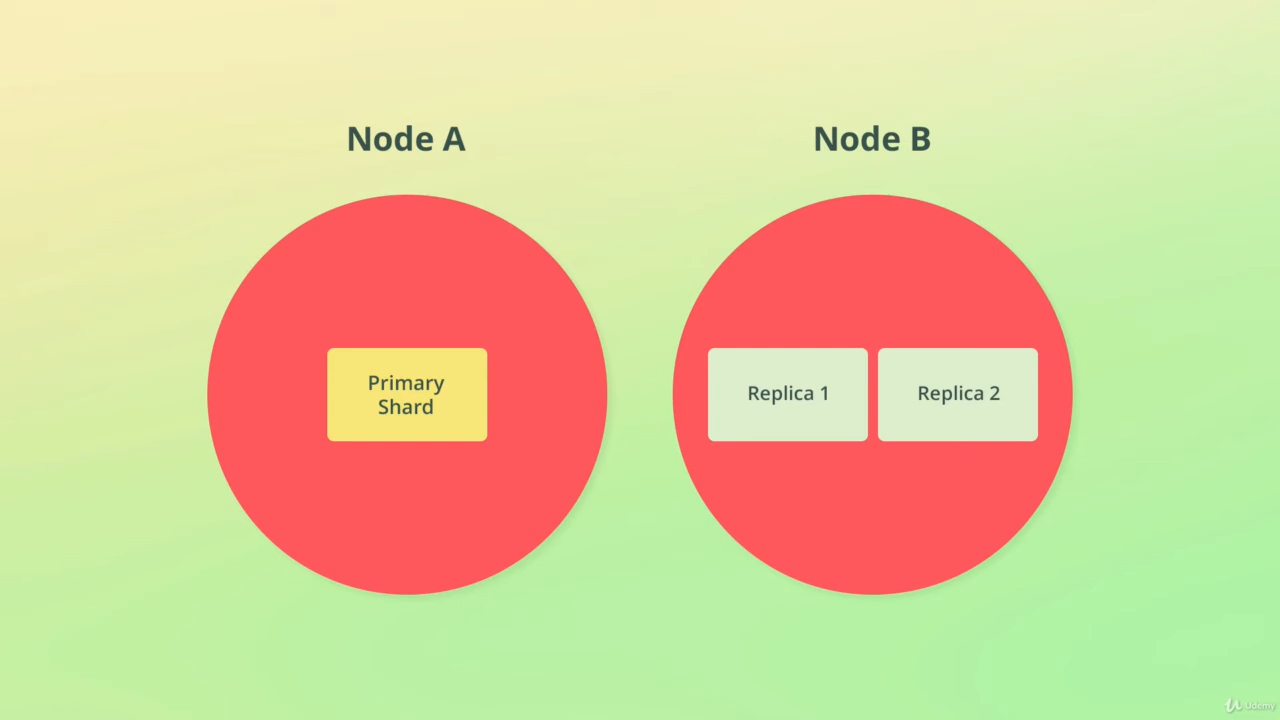 Node A
Node B
Primary
Shard
Replica 1
Replica 2
Udemy